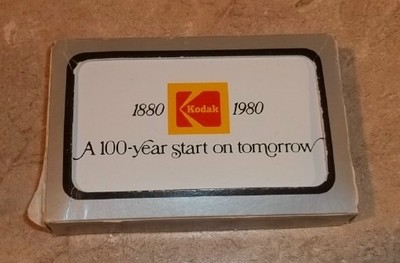 1880 Kodak 1980
A 100-year start on tomorrow